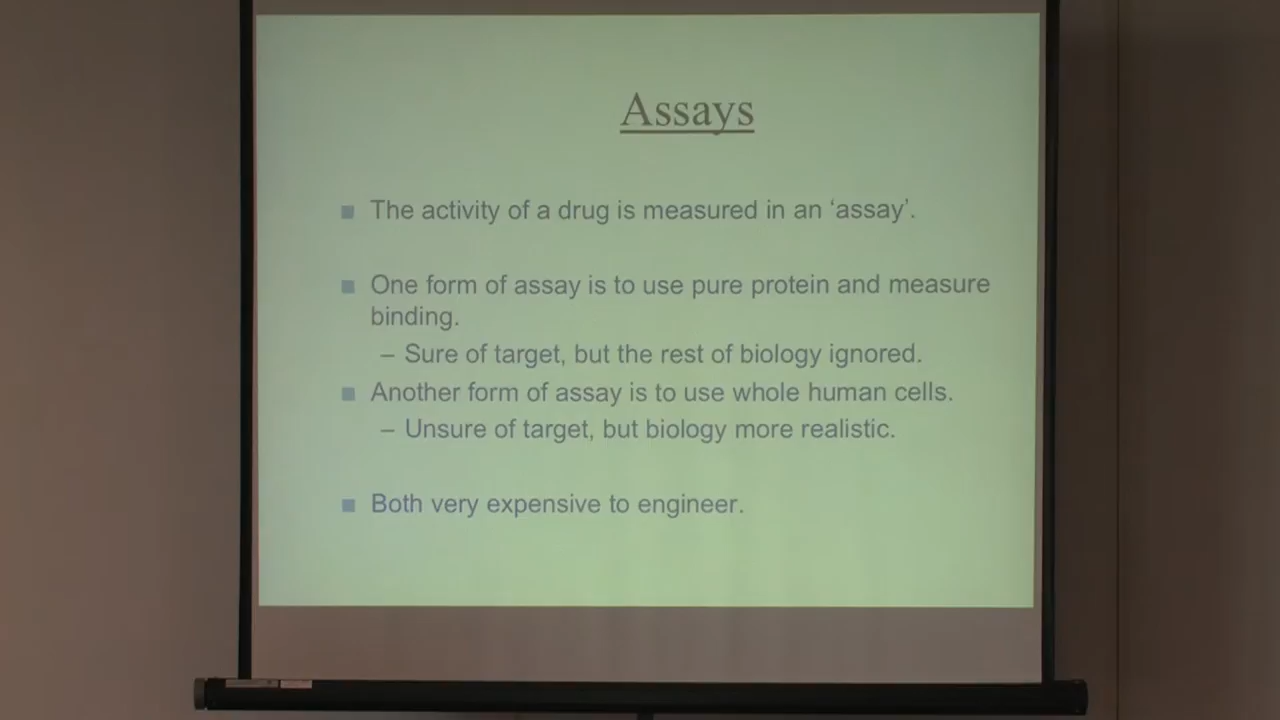 Assays
The activity of a drug is measured in an ‘assay’.
One form of assay is to use pure protein and measure
binding.
– Sure of target, but the rest of biology ignored.
Another form of assay is to use whole human cells.
– Unsure of target, but biology more realistic.
Both very expensive to engineer.